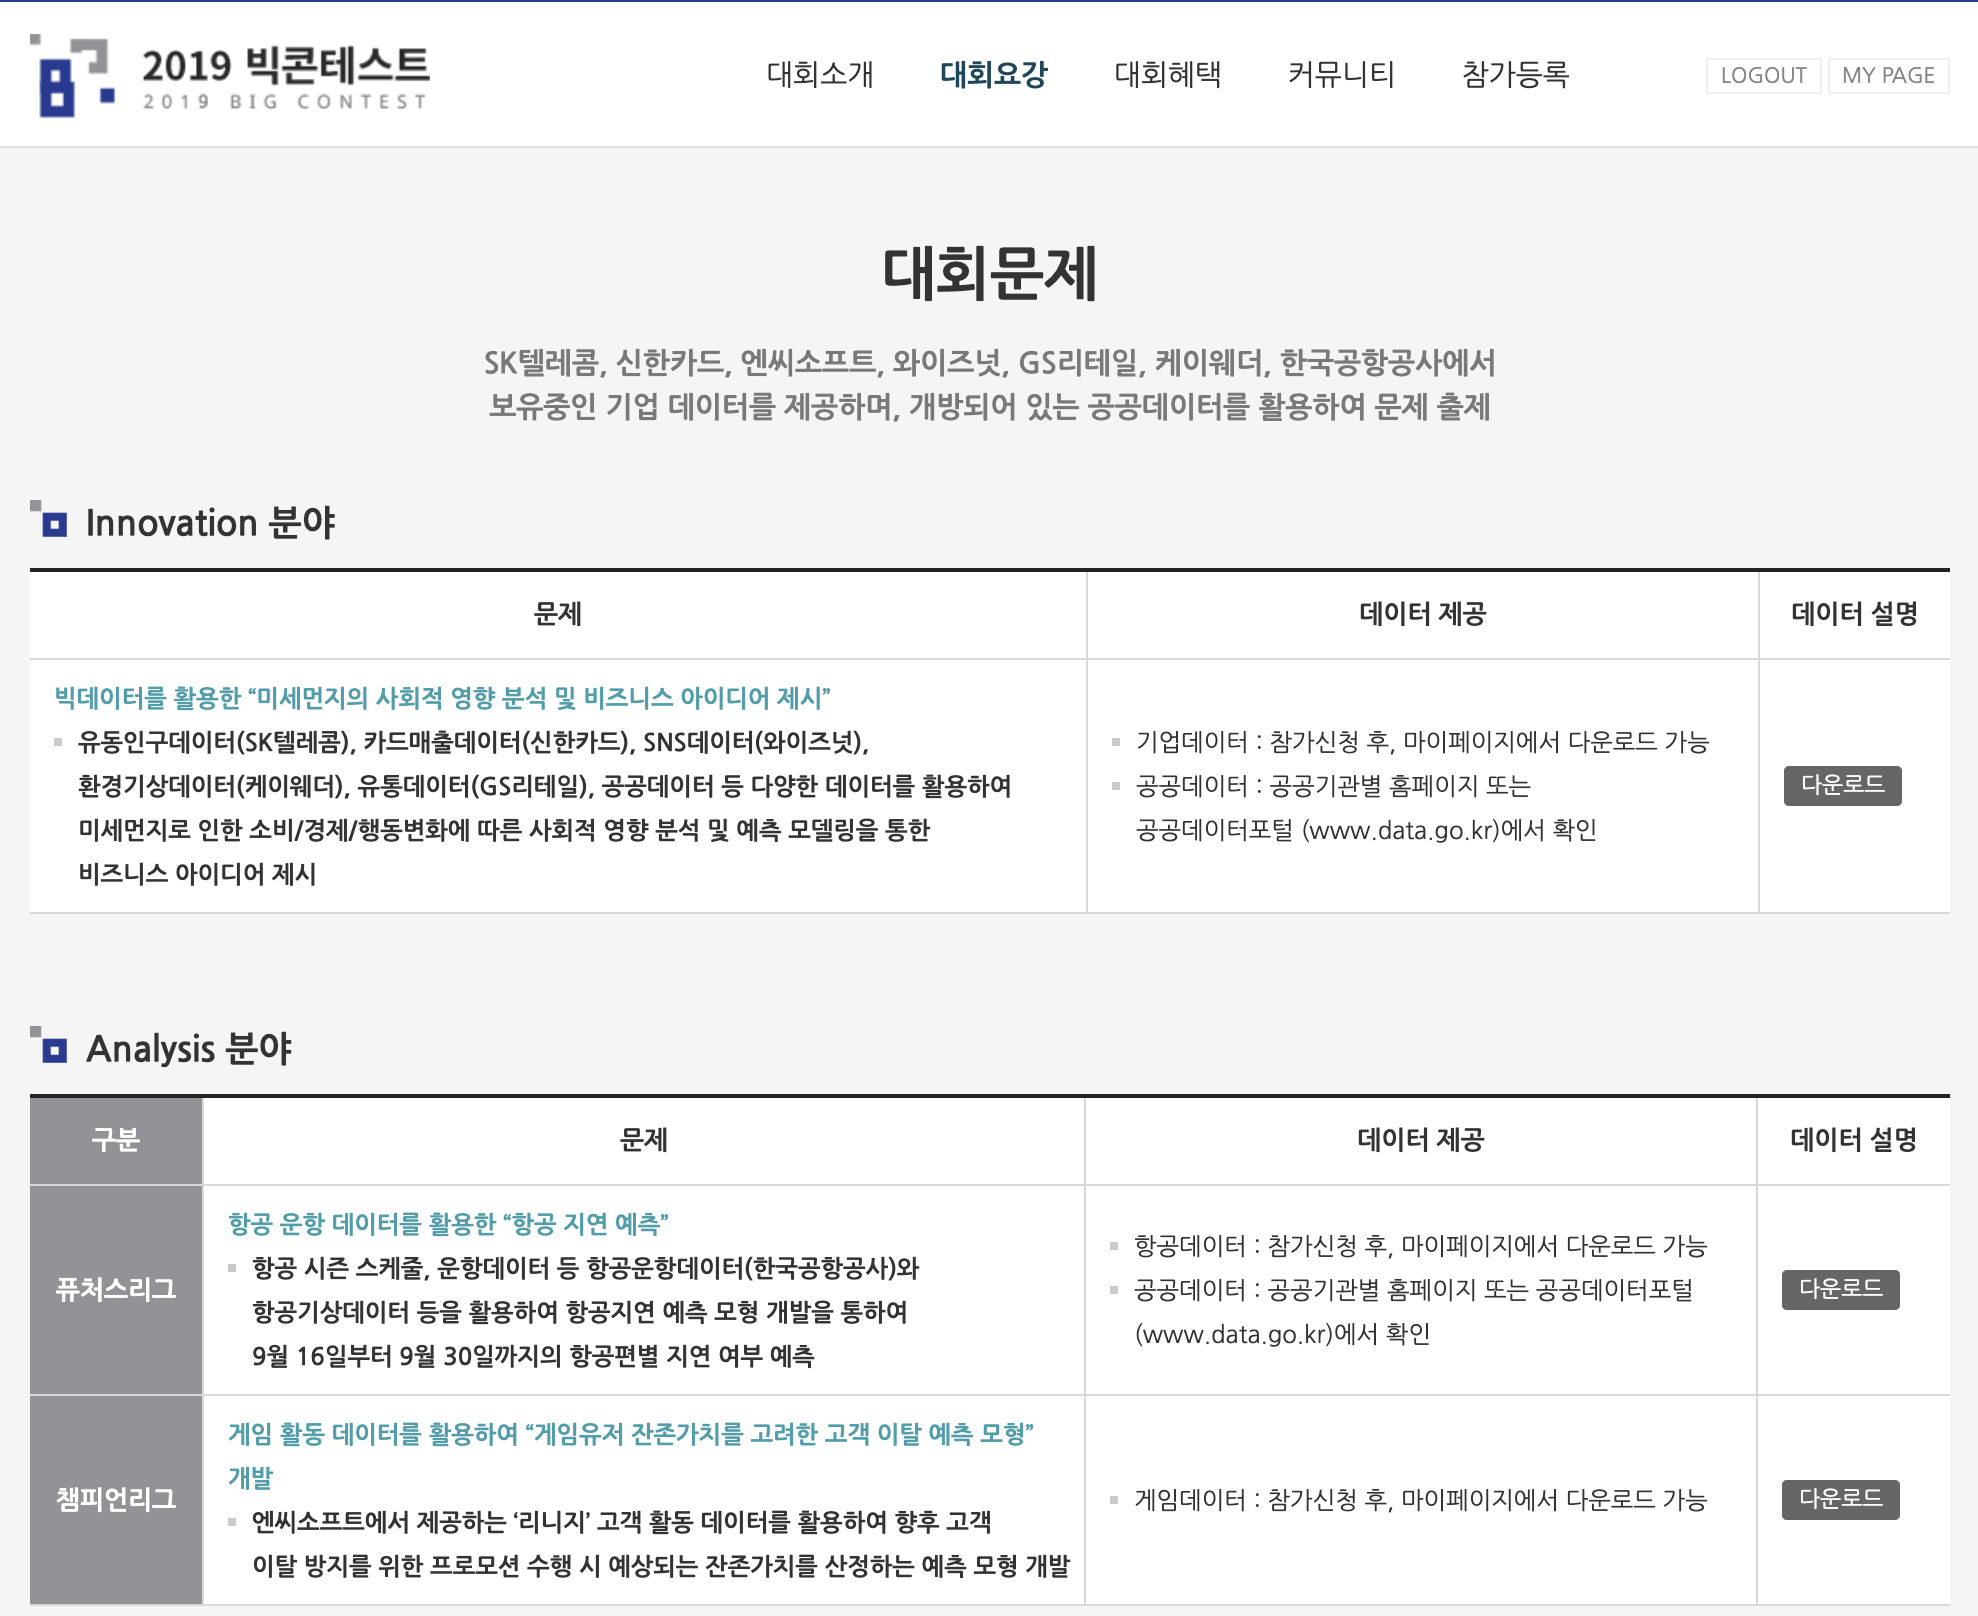 2019 빅콘테스트
2019 BIG CONTEST
대회소개 대회요강 대회혜택 커뮤니티 참가등록 LOGOUT MY PAGE
대회문제
SK텔레콤, 신한카드, 엔씨소프트, 와이즈넛, GS리테일, 케이웨더, 한국공항공사에서
보유중인 기업 데이터를 제공하며, 개방되어 있는 공공데이터를 활용하여 문제 출제
Innovation 분야
문제 데이터 제공 데이터 설명
빅데이터를 활용한 “미세먼지의 사회적 영향 분석 및 비즈니스 아이디어 제시”
유동인구데이터(SK텔레콤), 카드매출데이터(신한카드), SNS데이터(와이즈넛),
환경기상데이터(케이웨더), 유통데이터(GS리테일), 공공데이터 등 다양한 데이터를 활용하여
미세먼지로 인한 소비/경제/행동변화에 따른 사회적 영향 분석 및 예측 모델링을 통한
비즈니스 아이디어 제시
기업데이터 : 참가신청 후, 마이페이지에서 다운로드 가능
공공데이터 : 공공기관별 홈페이지 또는
공공데이터포털 (www.data.go.kr)에서 확인
다운로드
Analysis 분야
구분 문제 데이터 제공 데이터 설명
퓨처스리그
항공 운항 데이터를 활용한 “항공 지연 예측”
항공 시즌 스케줄, 운항데이터 등 항공운항데이터(한국공항공사)와
항공기상데이터 등을 활용하여 항공지연 예측 모형 개발을 통하여
9월 16일부터 9월 30일까지의 항공편별 지연 여부 예측
항공데이터 : 참가신청 후, 마이페이지에서 다운로드 가능
공공데이터 : 공공기관별 홈페이지 또는 공공데이터포털
(www.data.go.kr)에서 확인
다운로드
챔피언리그
게임 활동 데이터를 활용하여 “게임유저 잔존가치를 고려한 고객 이탈 예측 모형”
개발
엔씨소프트에서 제공하는 ‘리니지’ 고객 활동 데이터를 활용하여 향후 고객
이탈 방지를 위한 프로모션 수행 시 예상되는 잔존가치를 산정하는 예측 모형 개발
게임데이터 : 참가신청 후, 마이페이지에서 다운로드 가능
다운로드